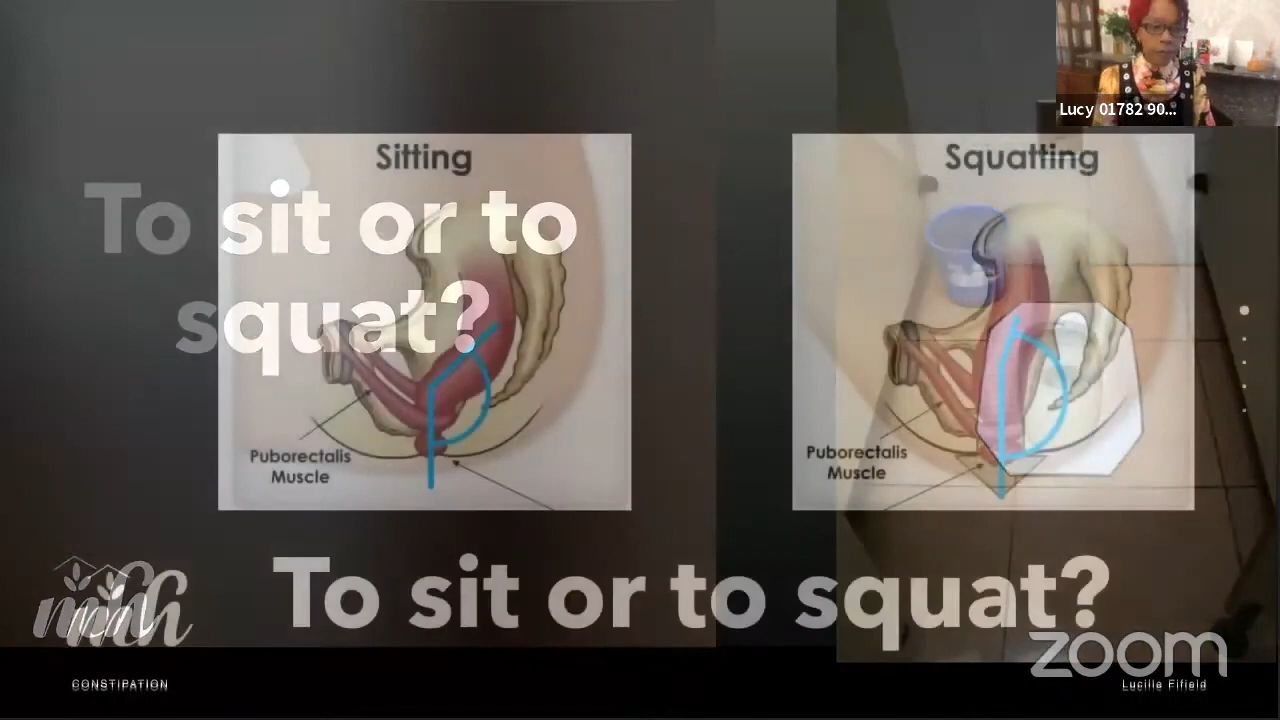 Lucy 01782 90...
Sitting
Squatting
To sit or to
squat?
Puborectalis
Muscle
Puborectalis
Muscle
To sit or to squat?
mh
zoom
CONSTIPATION
Lucille Fifield